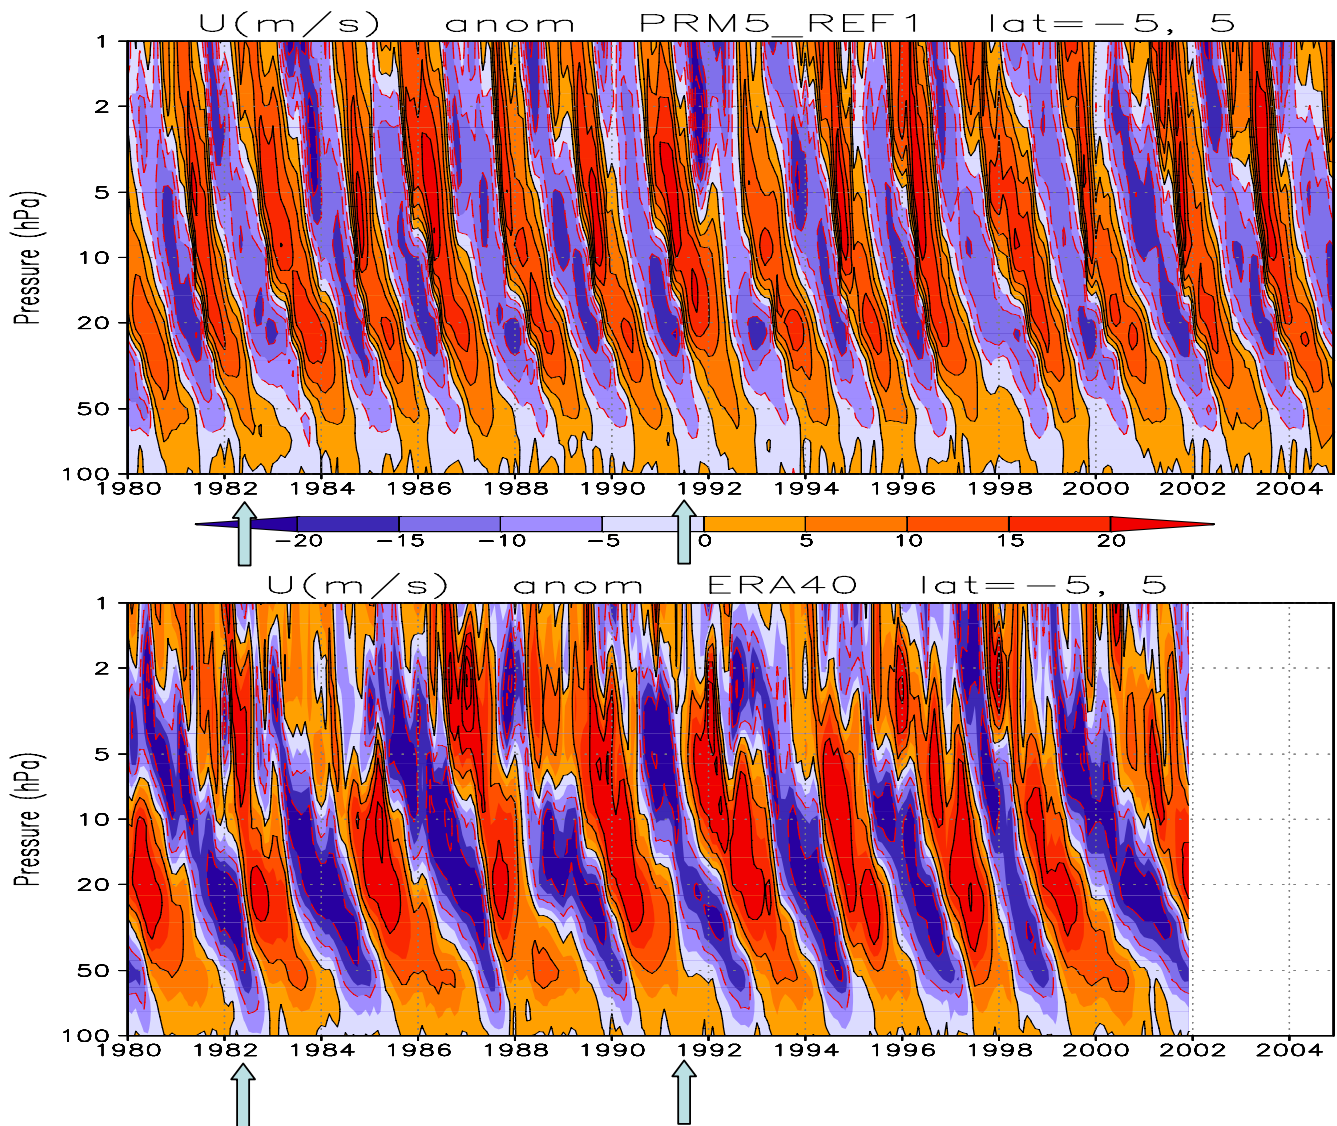 U(m/s) anom PRM5_REF1 lat=-5, 5
1
2
5
10
20
50
100
Pressure (hPa)
1980 1982 1984 1986 1988 1990 1992 1994 1996 1998 2000 2002 2004
-20 -15 -10 -5 0 5 10 15 20
U(m/s) anom ERA40 lat=-5, 5
1
2
5
10
20
50
100
Pressure (hPa)
1980 1982 1984 1986 1988 1990 1992 1994 1996 1998 2000 2002 2004